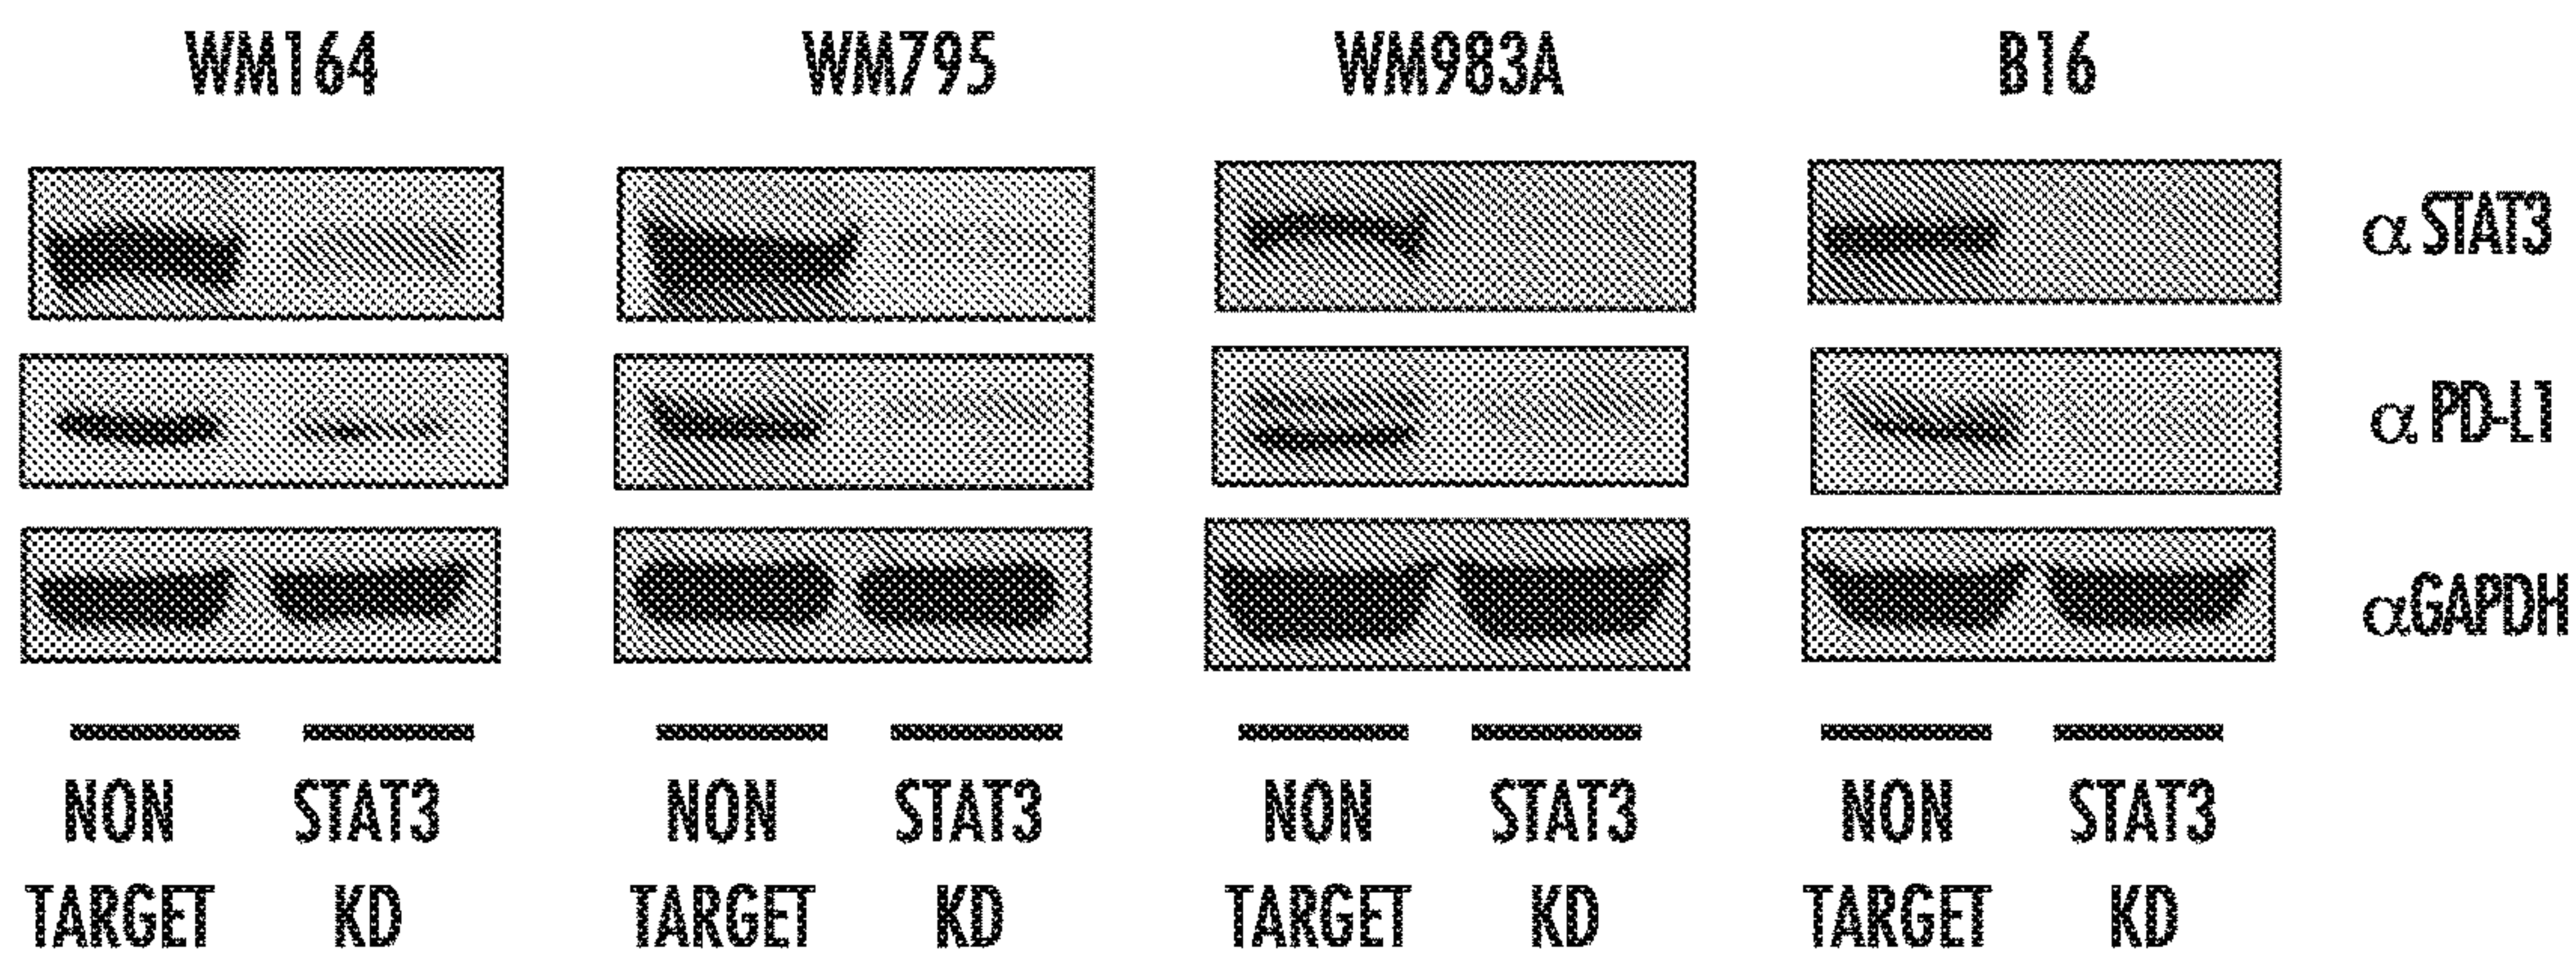 WM164 WM795 WM983A B16
α STAT3
α PD-L1
αGAPDH
NON STAT3 NON STAT3 NON STAT3 NON STAT3
TARGET KD TARGET KD TARGET KD TARGET KD